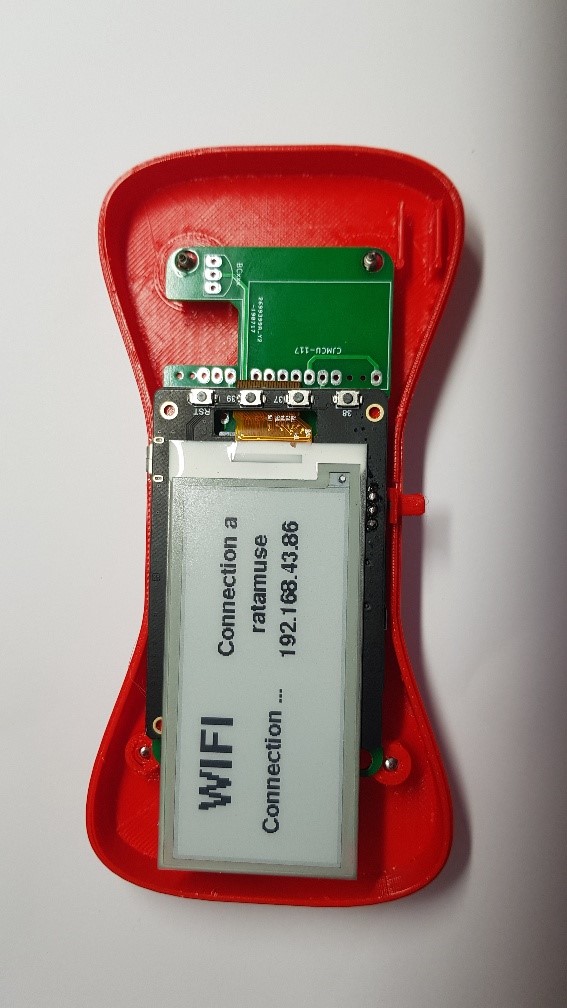 WIFI
Connection ...
Connection a
ratamuse
192.168.43.86
RST
39
37
38
CJMCU-117